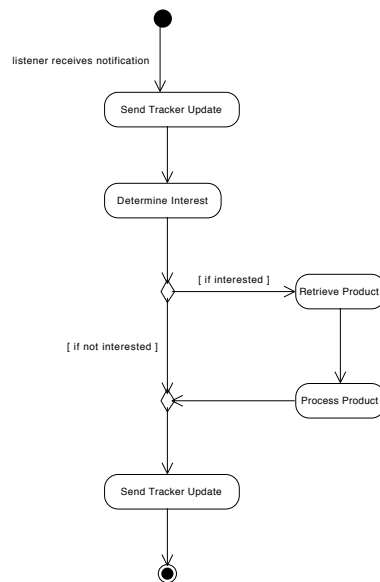 listener receives notification
Send Tracker Update
Determine Interest
[ if interested ]
Retrieve Product
[ if not interested ]
Process Product
Send Tracker Update